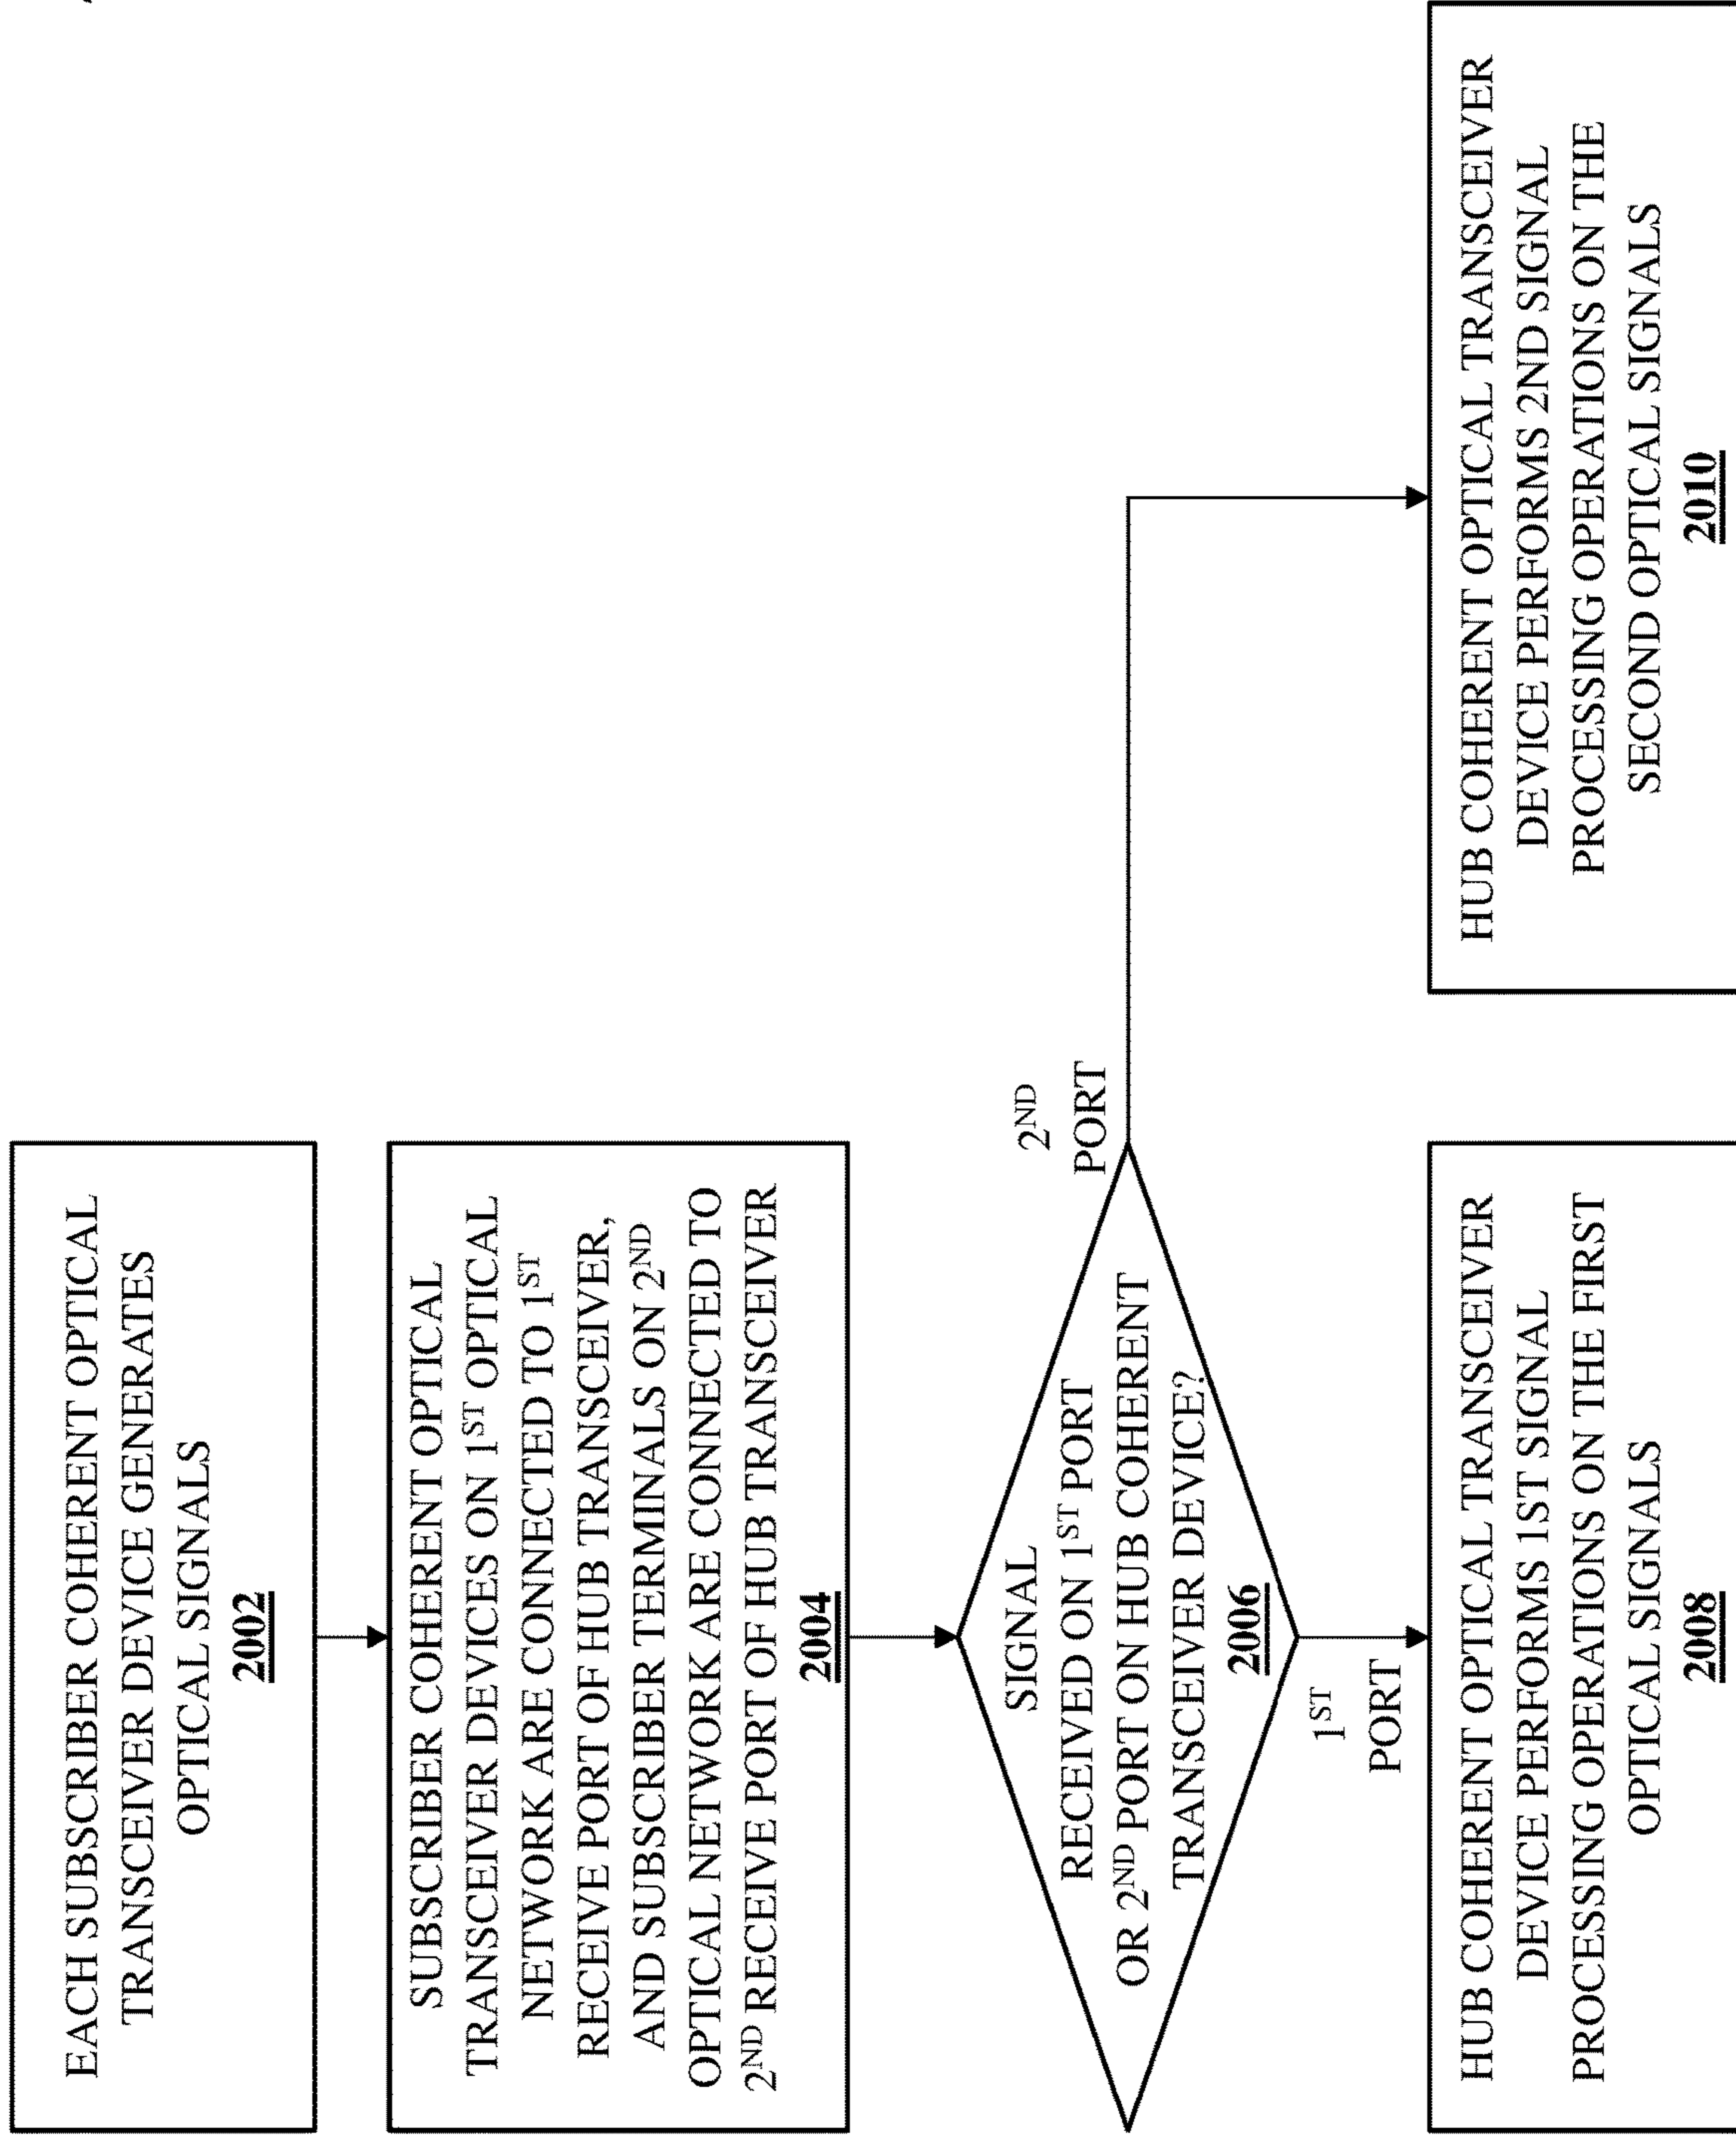 EACH SUBSCRIBER COHERENT OPTICAL
TRANSCEIVER DEVICE GENERATES
OPTICAL SIGNALS
2002
SUBSCRIBER COHERENT OPTICAL
TRANSCEIVER DEVICES ON 1ST OPTICAL
NETWORK ARE CONNECTED TO 1ST
RECEIVE PORT OF HUB TRANSCEIVER,
AND SUBSCRIBER TERMINALS ON 2ND
OPTICAL NETWORK ARE CONNECTED TO
2ND RECEIVE PORT OF HUB TRANSCEIVER
2004
SIGNAL
RECEIVED ON 1ST PORT
OR 2ND PORT ON HUB COHERENT
TRANSCEIVER DEVICE?
2006
2ND
PORT
1ST
PORT
HUB COHERENT OPTICAL TRANSCEIVER
DEVICE PERFORMS 1ST SIGNAL
PROCESSING OPERATIONS ON THE FIRST
OPTICAL SIGNALS
2008
HUB COHERENT OPTICAL TRANSCEIVER
DEVICE PERFORMS 2ND SIGNAL
PROCESSING OPERATIONS ON THE
SECOND OPTICAL SIGNALS
2010